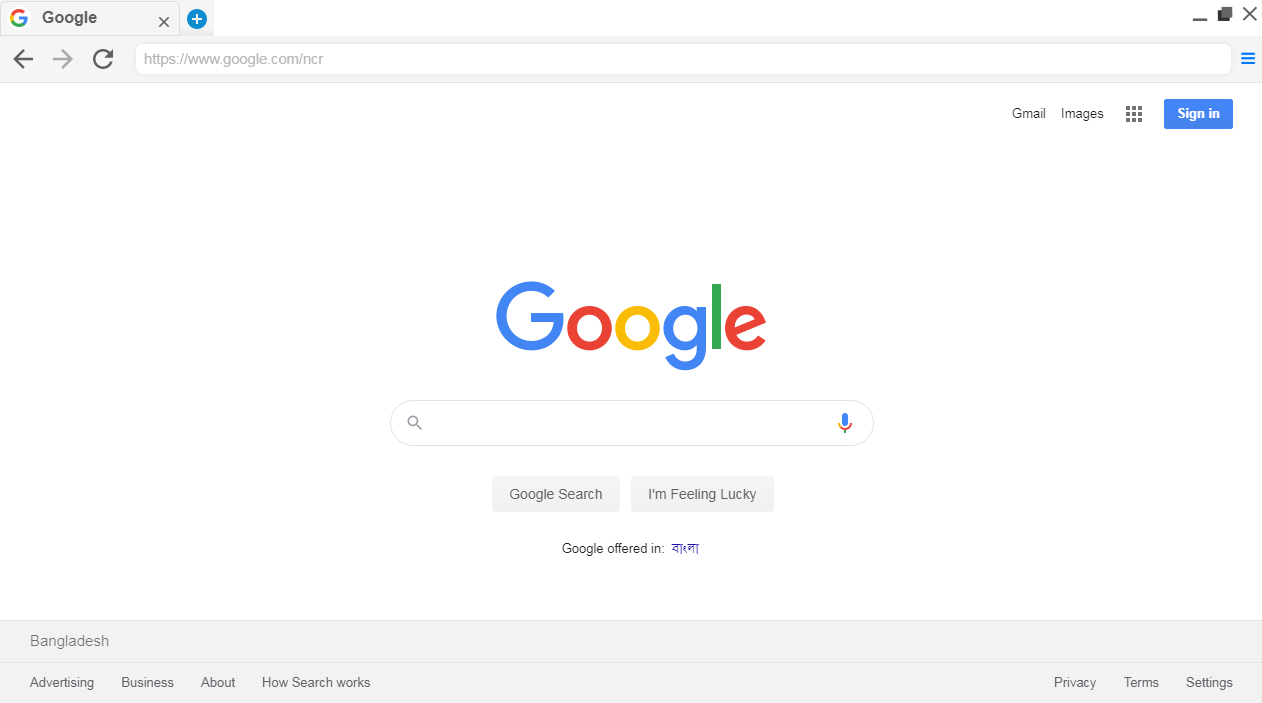 Google
https://www.google.com/ncr
Gmail Images Sign in
Google
Google Search I'm Feeling Lucky
Google offered in: বাংলা
Bangladesh
Advertising Business About How Search works Privacy Terms Settings